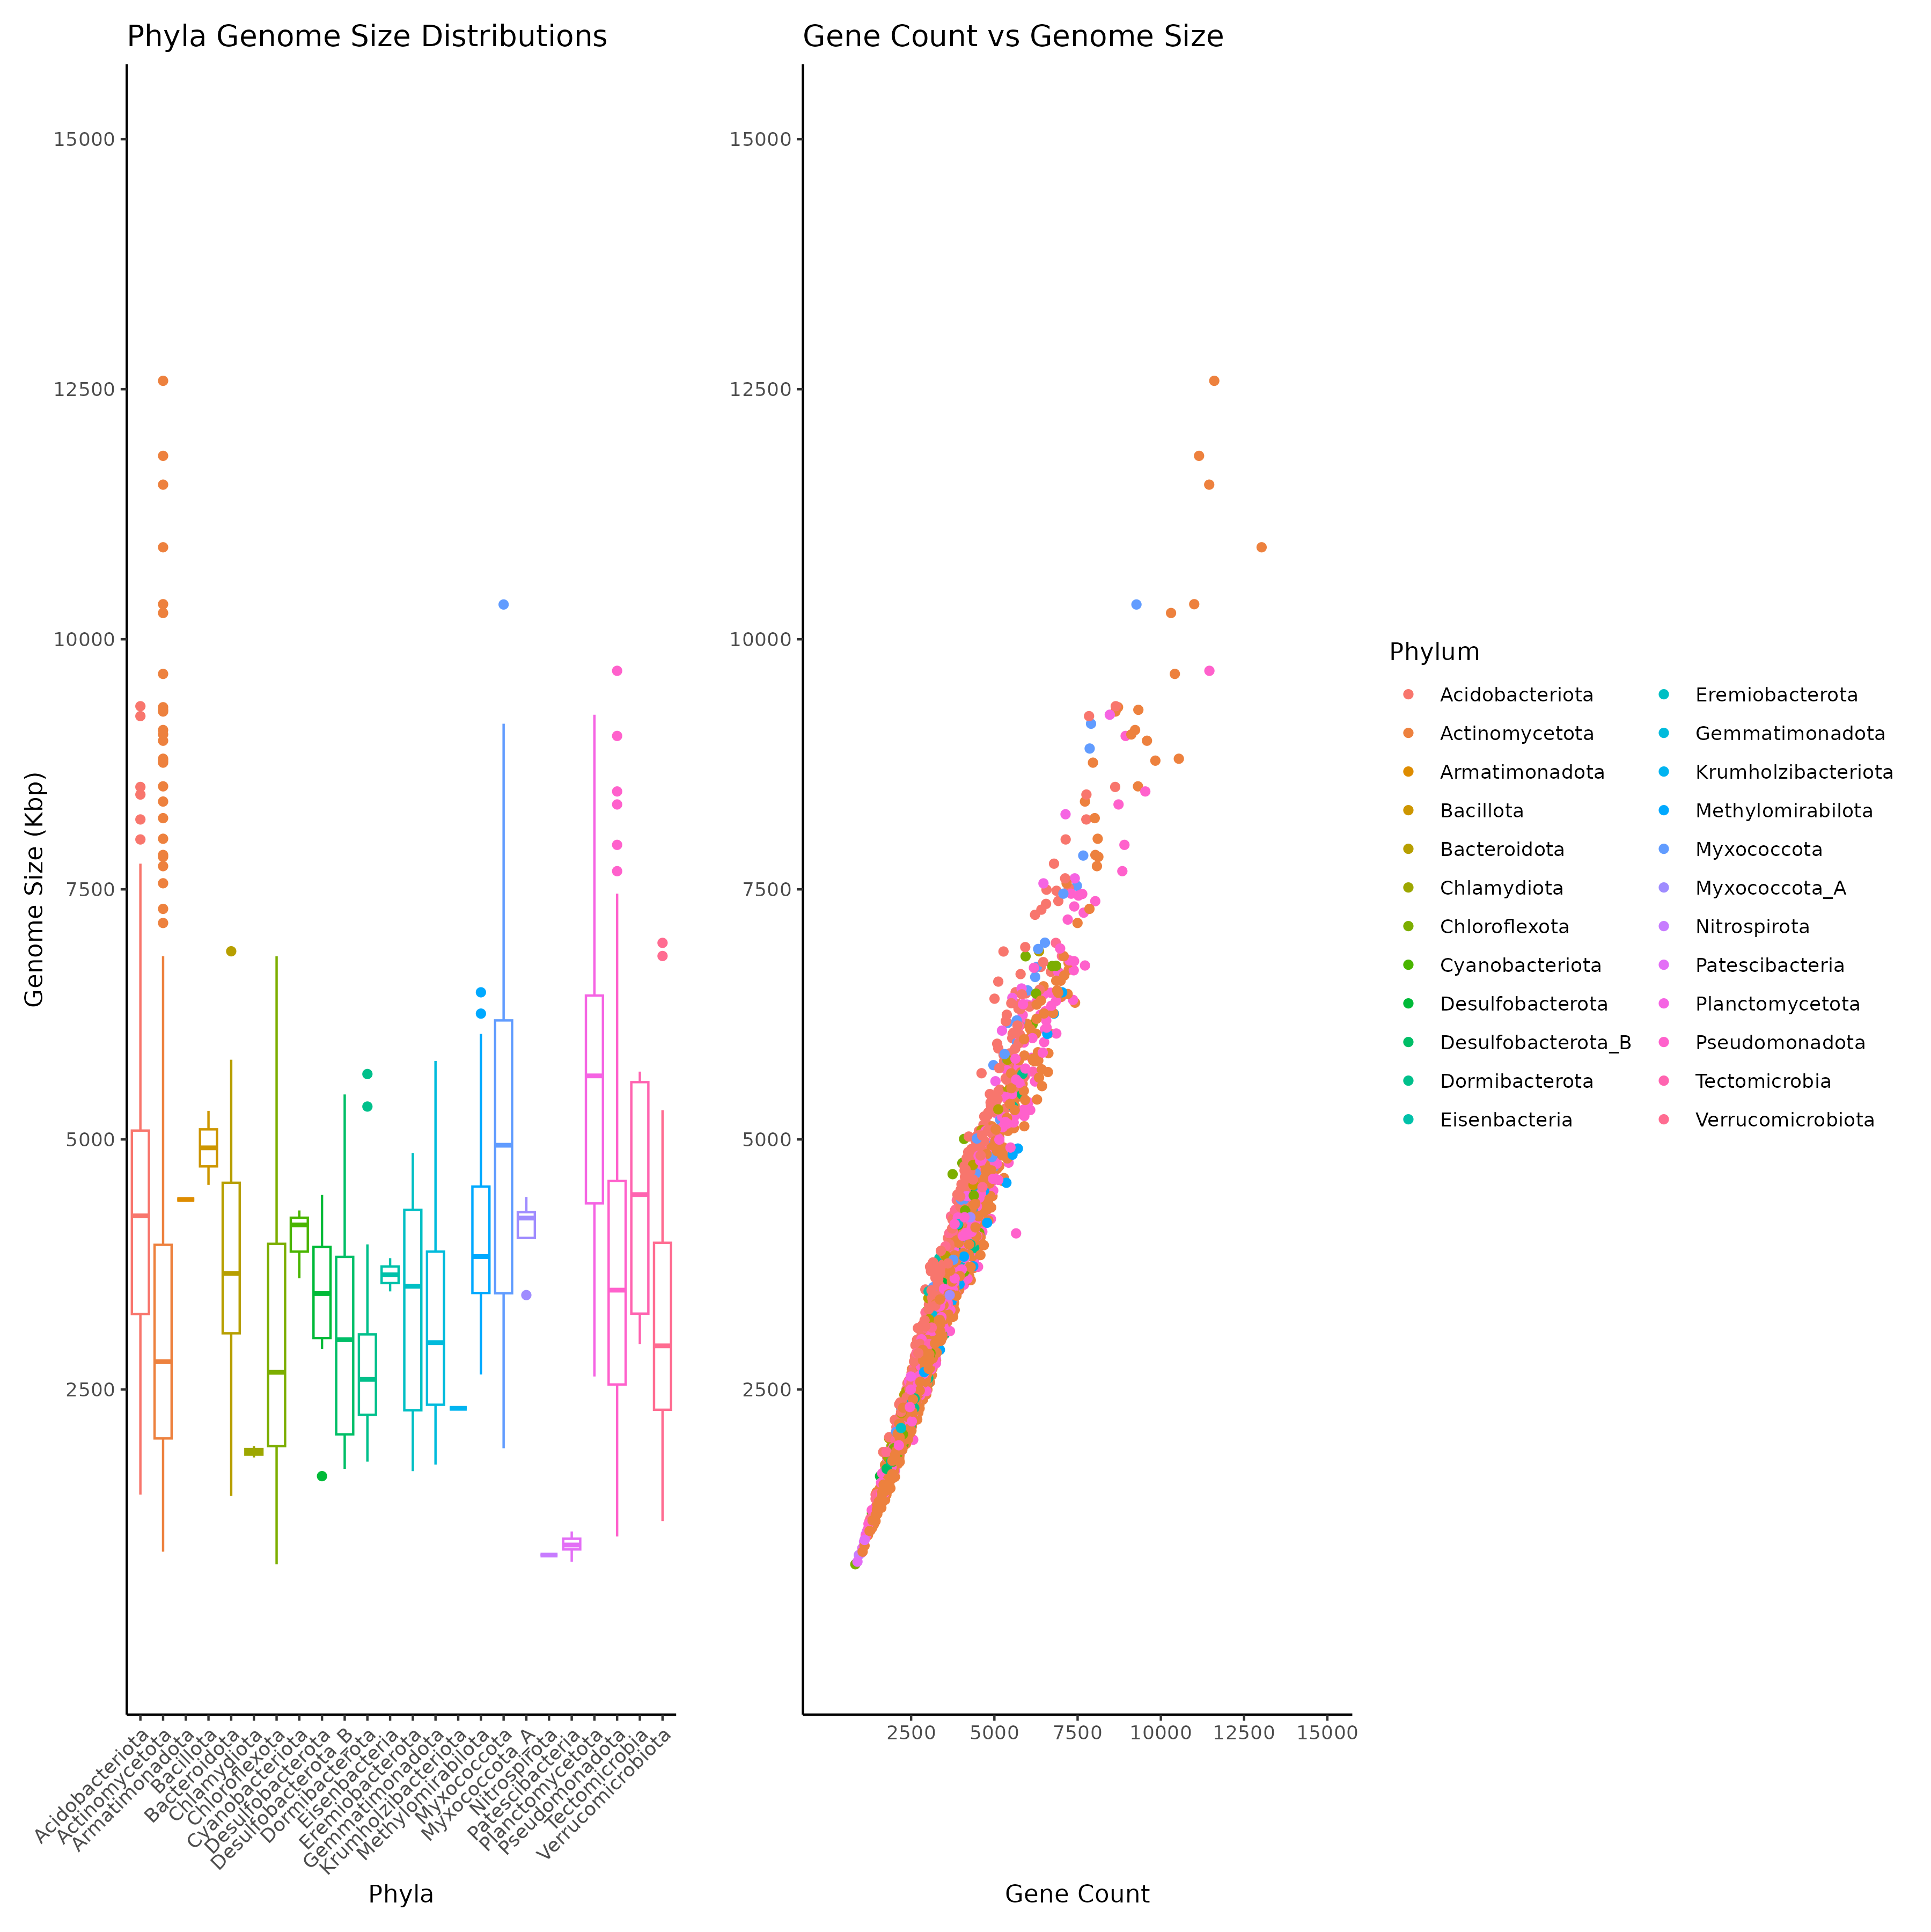 Phyla Genome Size Distributions
Gene Count vs Genome Size
Genome Size (Kbp)
15000
12500
10000
7500
5000
2500
15000
12500
10000
7500
5000
2500
Acidobacteriota
Actinomycetota
Armatimonadota
Bacillota
Bacteroidota
Chlamydiota
Chloroflexota
Cyanobacteriota
Desulfobacterota
Desulfobacterota_B
Dormibacterota
Eisenbacteria
Eremiobacterota
Gemmatimonadota
Krumholzibacteriota
Methylomirabilota
Myxococcota
Myxococcota_A
Nitrospirota
Patescibacteria
Planctomycetota
Pseudomonadota
Tectomicrobia
Verrucomicrobiota
Phyla
2500 5000 7500 10000 12500 15000
Gene Count
Phylum
Acidobacteriota
Actinomycetota
Armatimonadota
Bacillota
Bacteroidota
Chlamydiota
Chloroflexota
Cyanobacteriota
Desulfobacterota
Desulfobacterota_B
Dormibacterota
Eisenbacteria
Eremiobacterota
Gemmatimonadota
Krumholzibacteriota
Methylomirabilota
Myxococcota
Myxococcota_A
Nitrospirota
Patescibacteria
Planctomycetota
Pseudomonadota
Tectomicrobia
Verrucomicrobiota